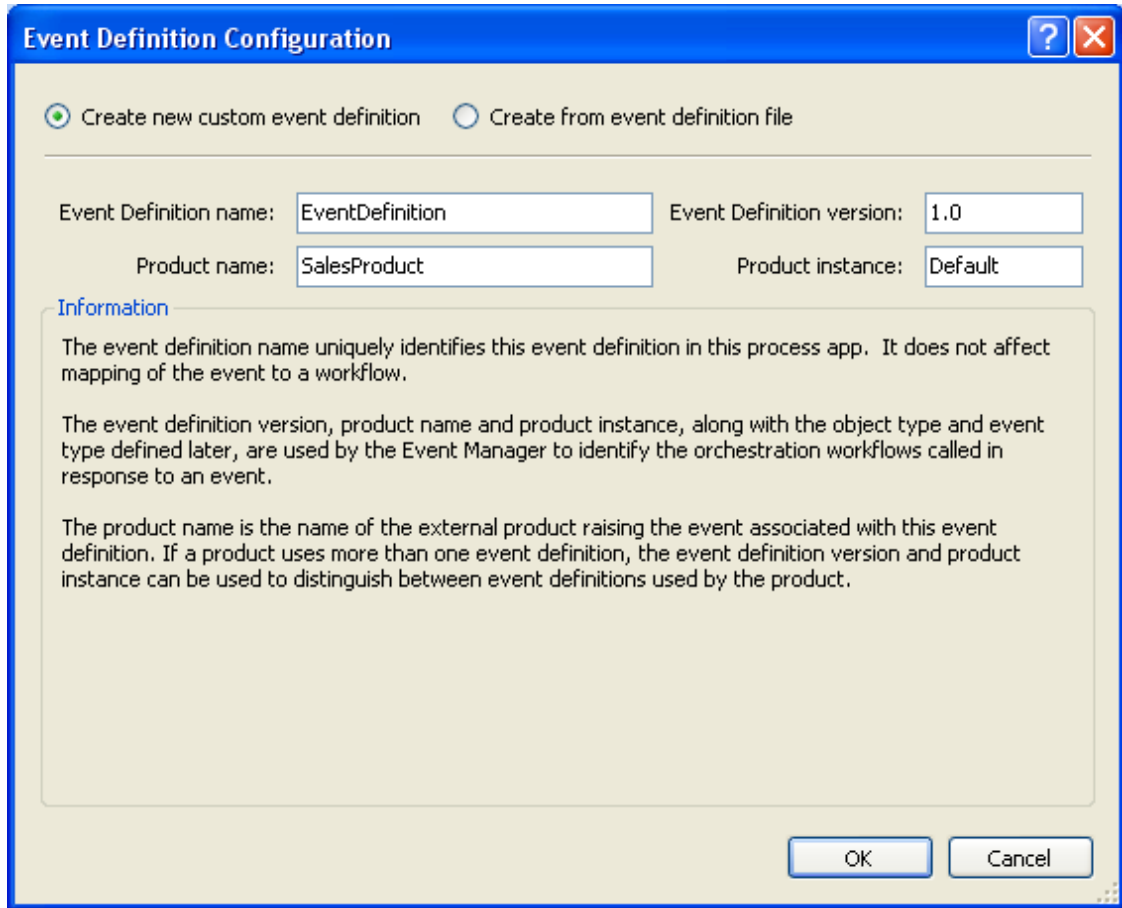 Event Definition Configuration
Create new custom event definition Create from event definition file
Event Definition name: EventDefinition Event Definition version: 1.0
Product name: SalesProduct Product instance: Default
Information
The event definition name uniquely identifies this event definition in this process app. It does not affect
mapping of the event to a workflow.
The event definition version, product name and product instance, along with the object type and event
type defined later, are used by the Event Manager to identify the orchestration workflows called in
response to an event.
The product name is the name of the external product raising the event associated with this event
definition. If a product uses more than one event definition, the event definition version and product
instance can be used to distinguish between event definitions used by the product.
OK Cancel